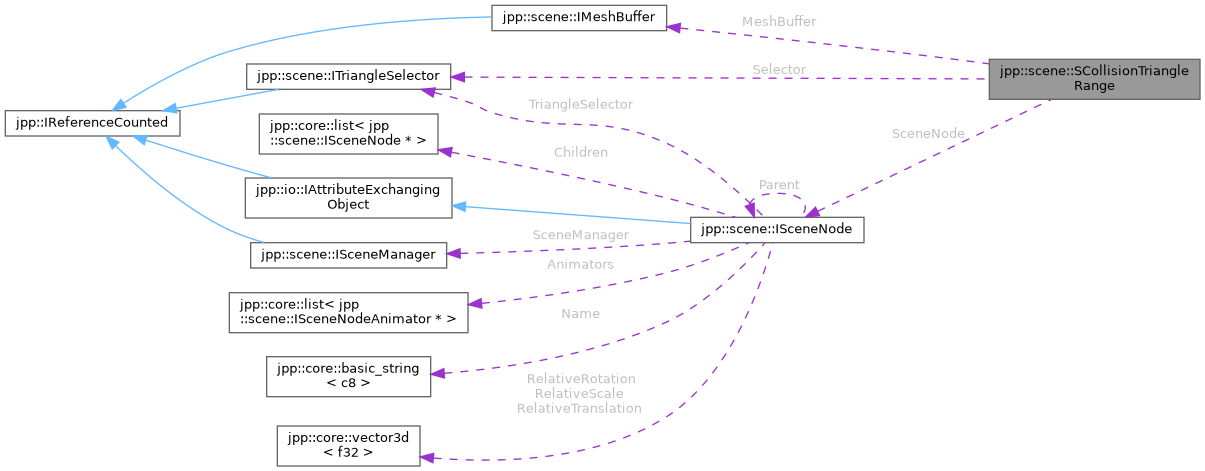 jpp::scene::IMeshBuffer
MeshBuffer
jpp::scene::SCollisionTriangle
Range
jpp::scene::ITriangleSelector
Selector
TriangleSelector
jpp::IReferenceCounted
jpp::core::list< jpp
::scene::ISceneNode * >
SceneNode
Children
jpp::io::IAttributeExchanging
Object
Parent
jpp::scene::ISceneNode
SceneManager
jpp::scene::ISceneManager
Animators
jpp::core::list< jpp
::scene::ISceneNodeAnimator * >
Name
jpp::core::basic_string
< c8 >
RelativeRotation
RelativeScale
RelativeTranslation
jpp::core::vector3d
< f32 >